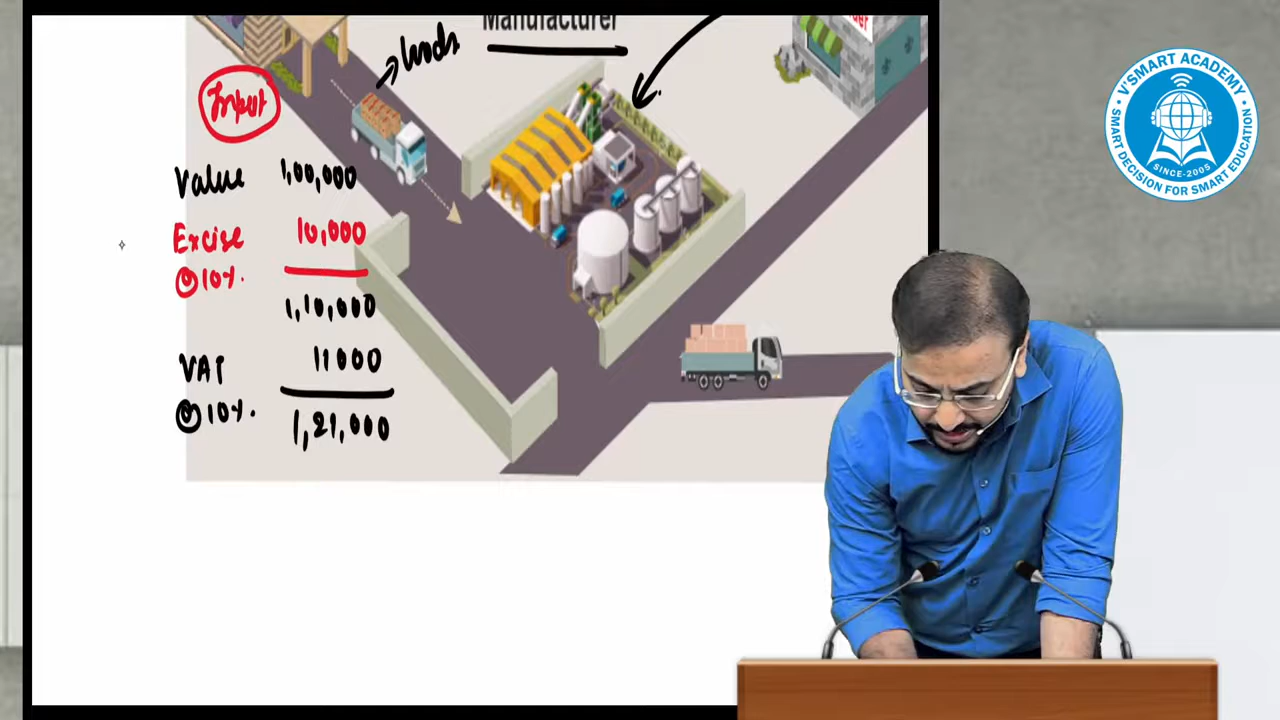 Manufacturer
Goods
Input
Value 1,00,000
Excise 10,000
@10%.
1,10,000
VAT 11000
@10%.
1,21,000
V'SMART ACADEMY
SMART DECISION FOR SMART EDUCATION
SINCE-2005